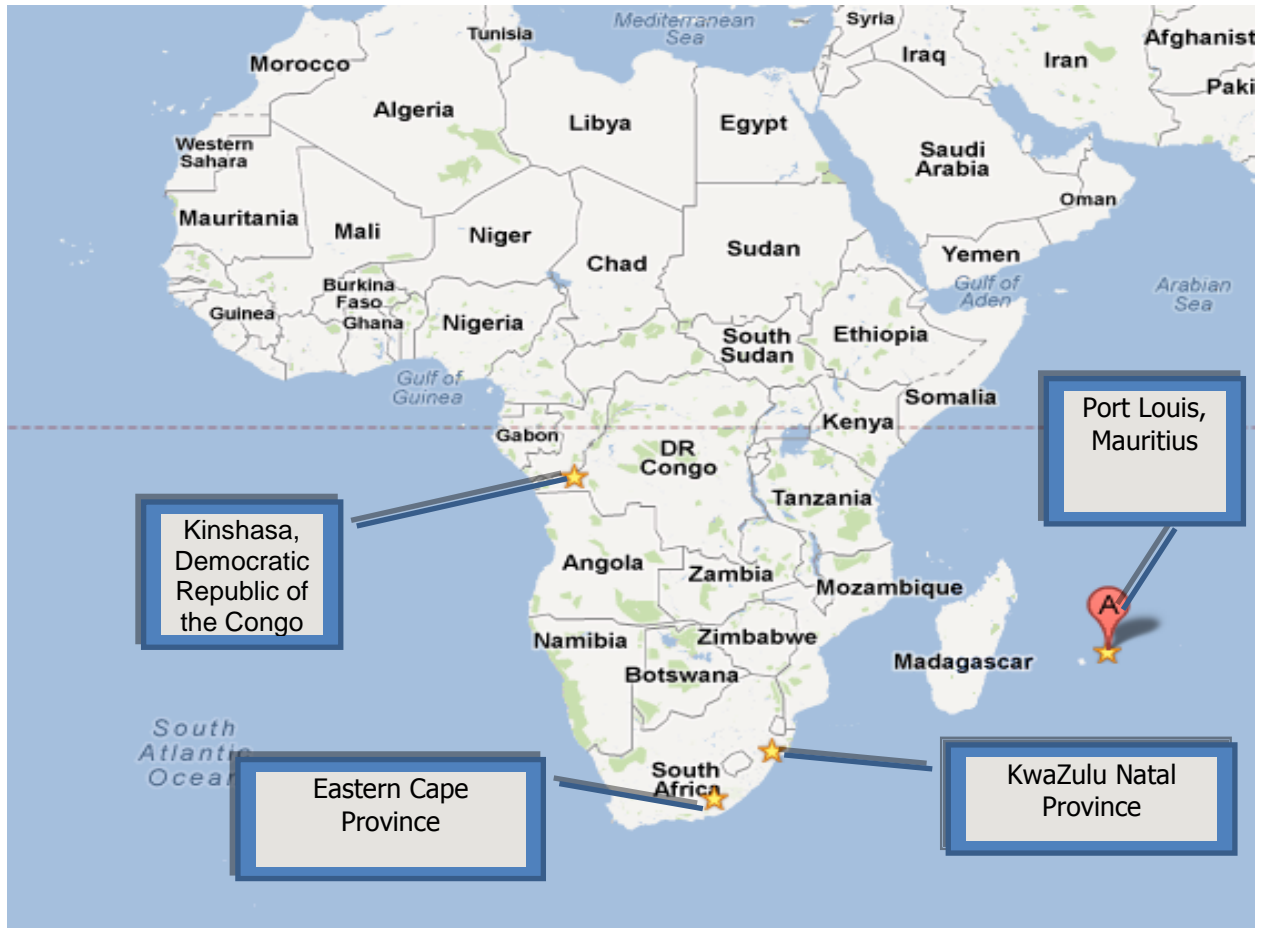 Mediterranean
Sea
Syria
Tunisia
Afghanist
Iraq
Iran
Morocco
Paki
Algeria
Libya
Egypt
Western
Sahara
Saudi
Arabia
Oman
Mauritania
Mali
Niger
Chad
Sudan
Yemen
Gulf of
Aden
Arabian
Sea
Burkina
Faso
Guinea
Ghana
Nigeria
South
Sudan
Ethiopia
Gulf of
Guinea
Somalia
Kenya
Gabon
DR
Congo
Tanzania
Port Louis,
Mauritius
Kinshasa,
Democratic
Republic of
the Congo
Angola
Zambia
Mozambique
A
Namibia
Zimbabwe
Botswana
Madagascar
South
Atlantic
Ocean
South
Africa
Eastern Cape
Province
KwaZulu Natal
Province